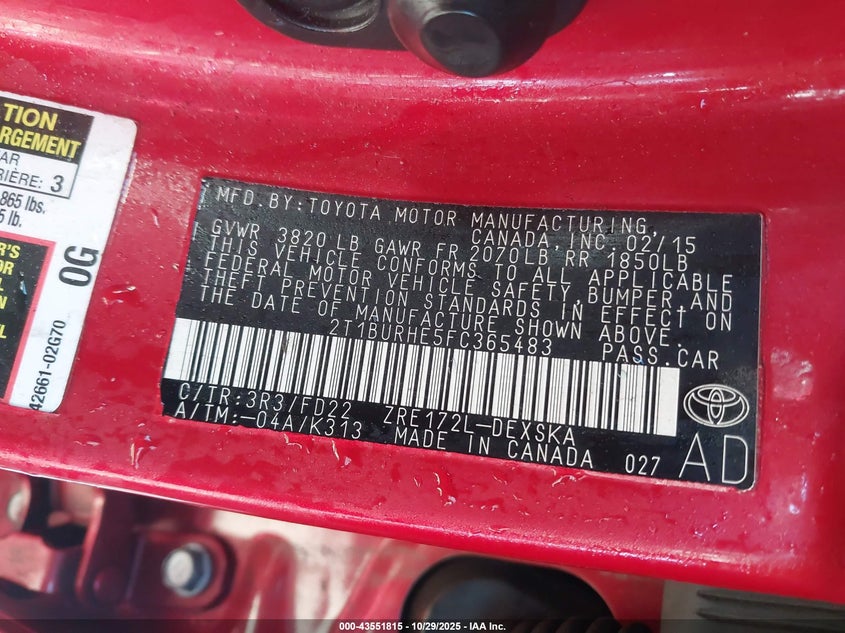 TION
RGEMENT
AR
RIÈRE: 3
865 lbs.
5 lb.
R'S
OR
L
N
EL
0G
42661-02G70
MFD.BY:TOYOTA MOTOR MANUFACTURING
CANADA,INC. 02/15
GVWR 3820LB GAWR FR 2070LB RR 1850LB
THIS VEHICLE CONFORMS TO ALL APPLICABLE
FEDERAL MOTOR VEHICLE SAFETY,BUMPER,AND
THEFT PREVENTION STANDARDS IN EFFECT ON
THE DATE OF MANUFACTURE SHOWN ABOVE.
2T1BURHE5FC365483 PASS.CAR
C/TR:3R3/FD22 ZRE172L-DEXSKA
A/TM:-04A/K313 MADE IN CANADA 027
AD
000-43551815 - 10/29/2025 - IAA Inc.